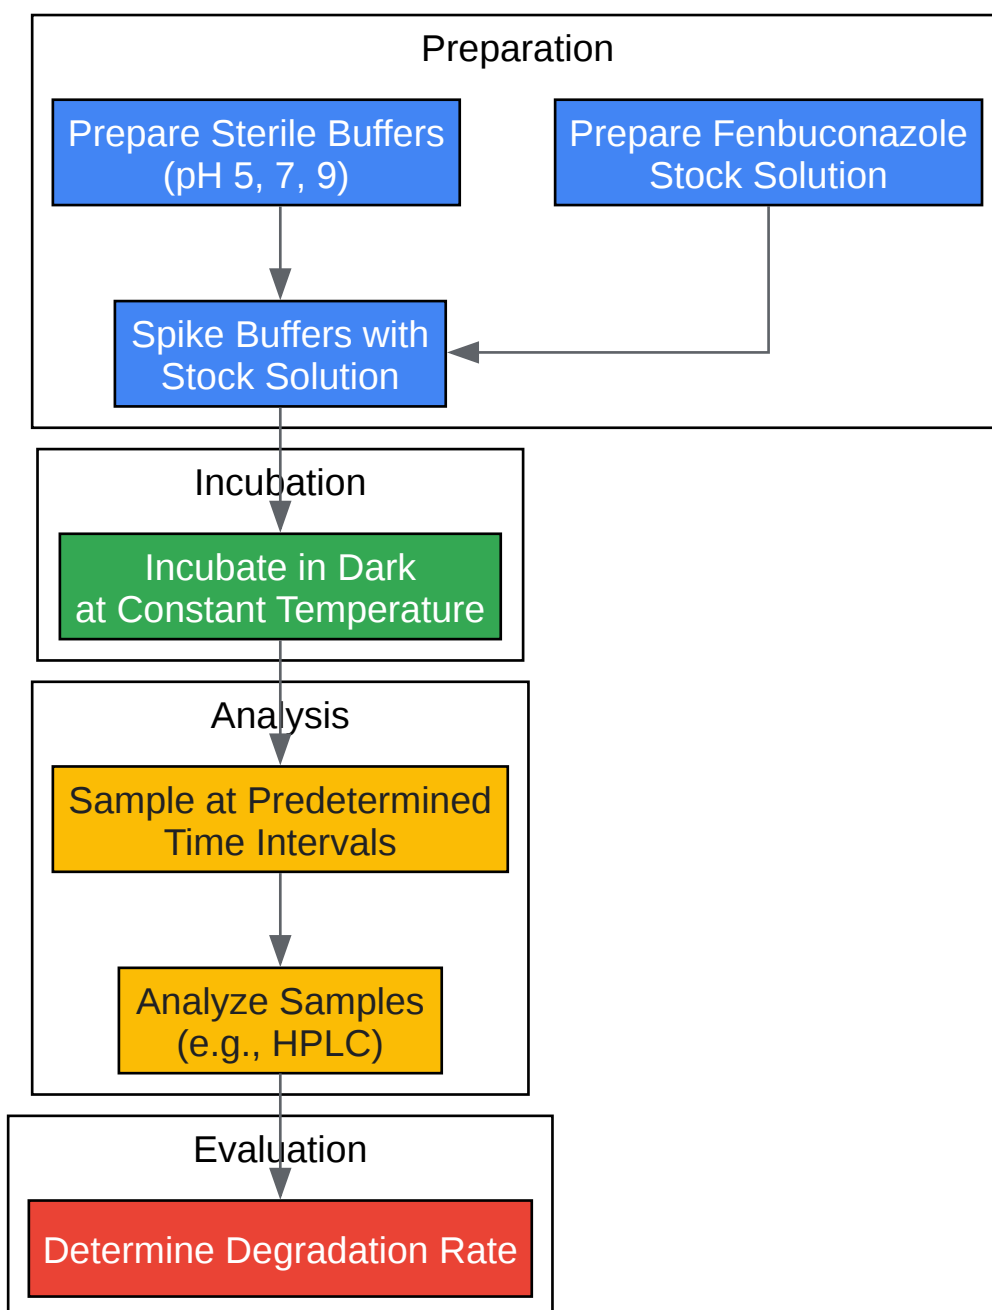 Preparation
Prepare Sterile Buffers
(pH 5, 7, 9)
Prepare Fenbuconazole
Stock Solution
Spike Buffers with
Stock Solution
Incubation
Incubate in Dark
at Constant Temperature
Analysis
Sample at Predetermined
Time Intervals
Analyze Samples
(e.g., HPLC)
Evaluation
Determine Degradation Rate